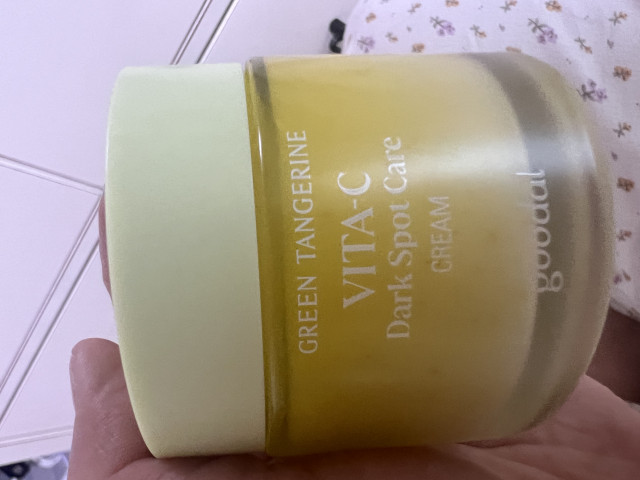 GREEN TANGERINE
VITA-C
Dark Spot Care
CREAM
goodal